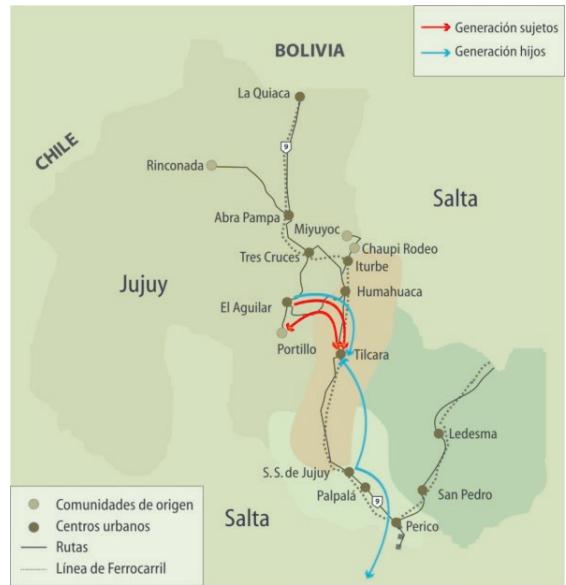 Generación sujetos
Generación hijos
BOLIVIA
La Quiaca
9
CHILE
Rinconada
Salta
Abra Pampa
Miyuyoc
Chaupi Rodeo
Tres Cruces
Iturbe
Jujuy
Humahuaca
El Aguilar
Portillo
Tilcara
Ledesma
S.S. de Jujuy
Palpalá
San Pedro
9
Perico
Salta
Comunidades de origen
Centros urbanos
Rutas
Línea de Ferrocarril